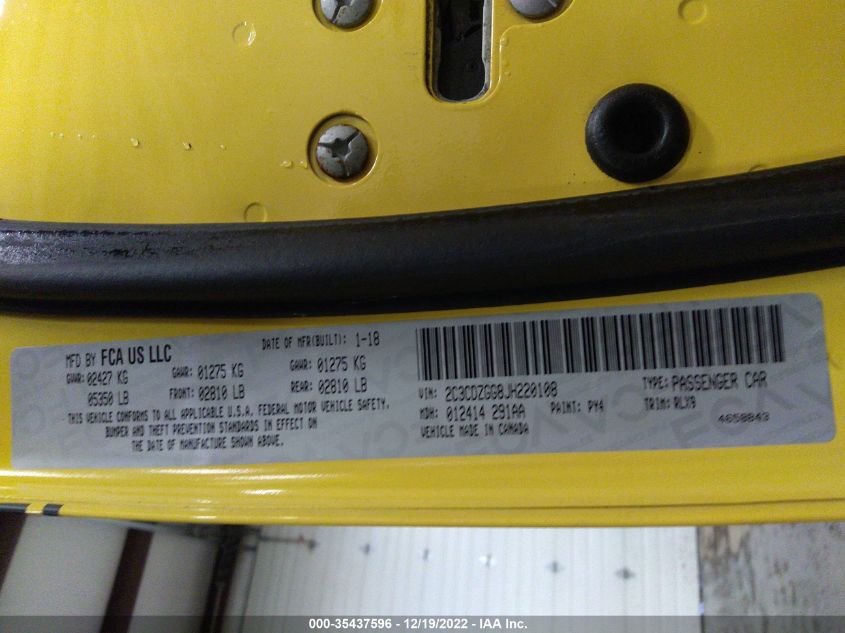 MFD BY FCA US LLC
DATE OF MFR(BUILT): 1-18
GVWR: 02427 KG
GAWR: 01275 KG
GAWR: 01275 KG
05350 LB
FRONT: 02810 LB
REAR: 02810 LB
THIS VEHICLE CONFORMS TO ALL APPLICABLE U.S.A. FEDERAL MOTOR VEHICLE SAFETY,
BUMPER AND THEFT PREVENTION STANDARDS IN EFFECT ON
THE DATE OF MANUFACTURE SHOWN ABOVE.
VIN: 2C3CDZGG8JH220108
TYPE: PASSENGER CAR
MDH: 012414 291AA
PAINT: PY4
TRIM: RLX9
VEHICLE MADE IN CANADA
4658843
000-35437596 - 12/19/2022 - IAA Inc.